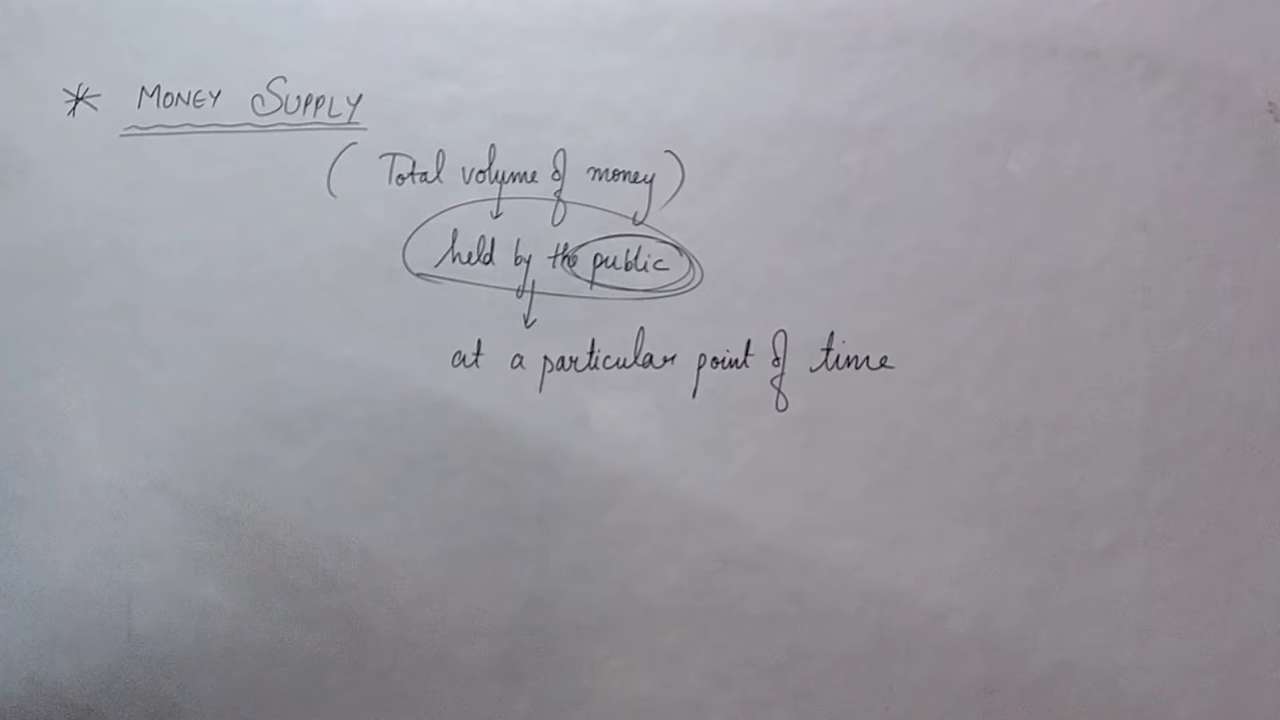 * MONEY SUPPLY
( Total volume of money )
held by the public
at a particular point of time